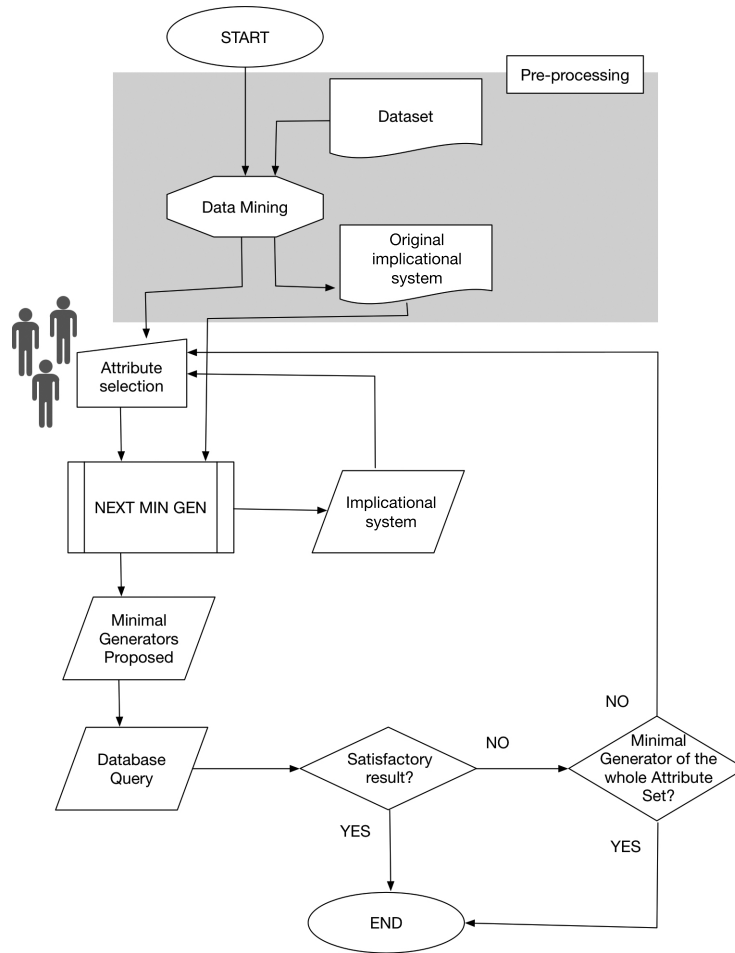 START
Pre-processing
Dataset
Data Mining
Original
implicational
system
Attribute
selection
NEXT MIN GEN
Implicational
system
Minimal
Generators
Proposed
Database
Query
Satisfactory
result?
NO
YES
NO
Minimal
Generator of the
whole Attribute
Set?
YES
END